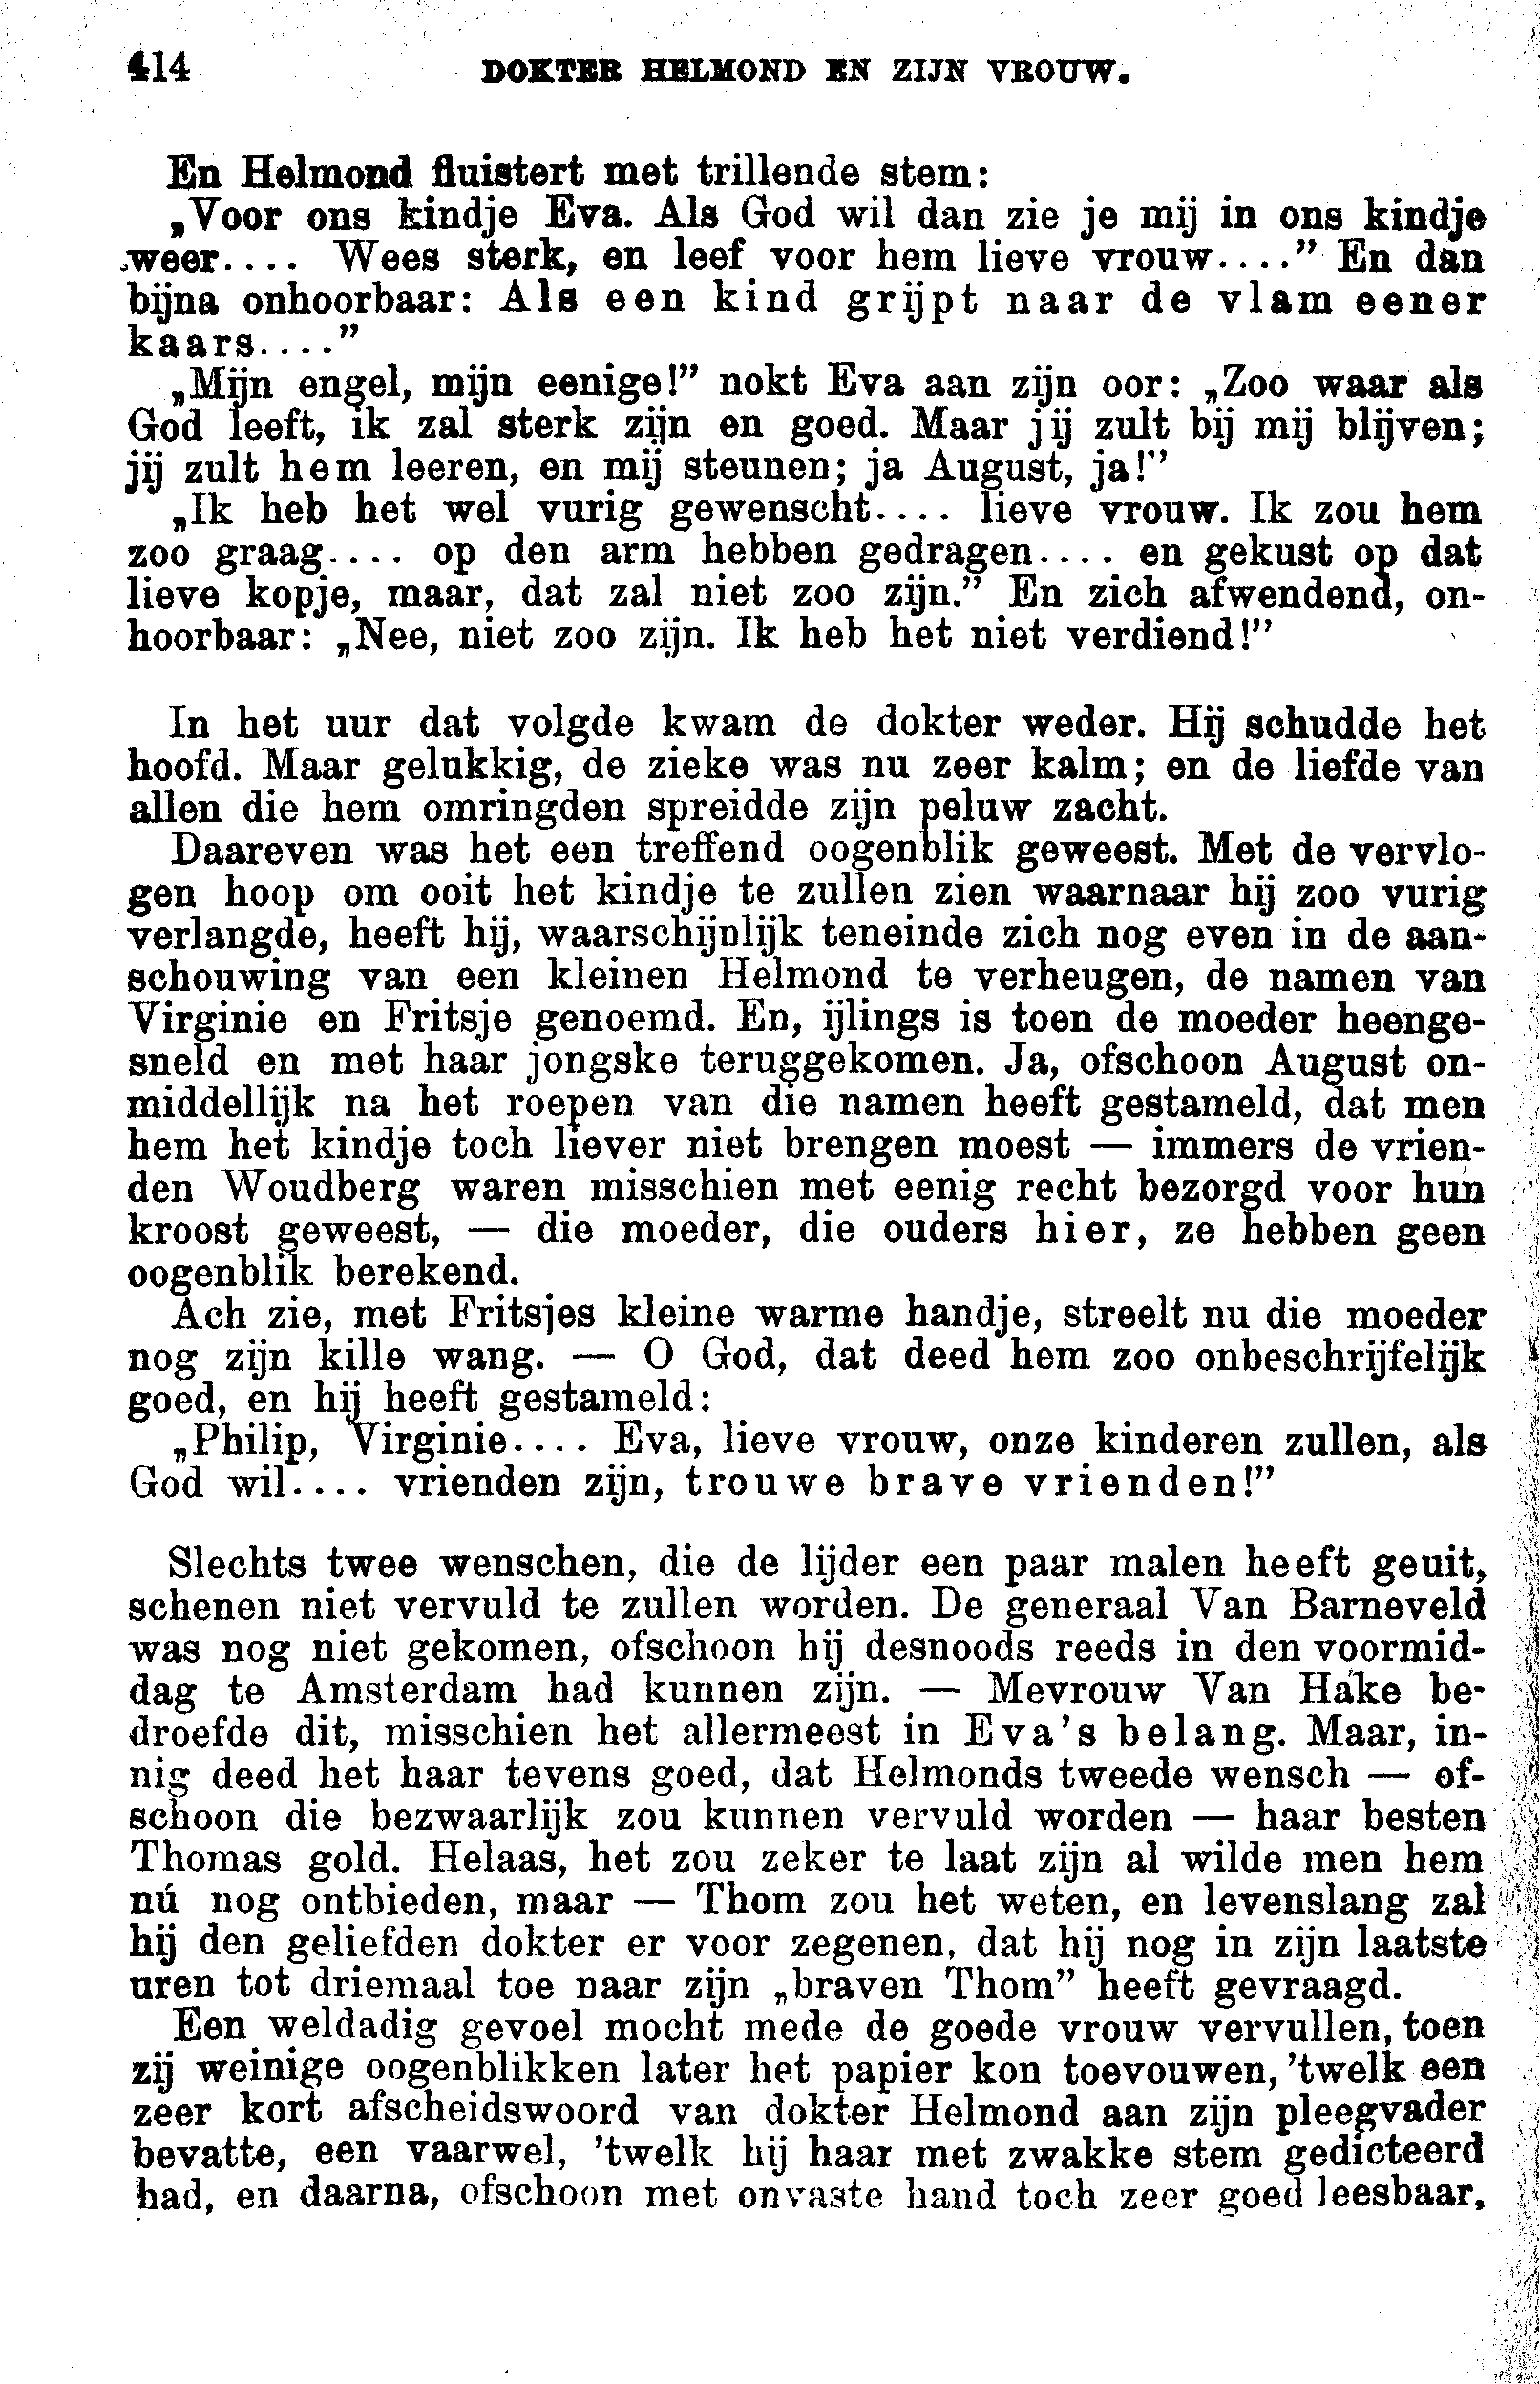 414 DOKTER HELMOND EN ZIJN VROUW.
En Helmond fluistert met trillende stem:
„Voor ons kindje Eva. Als God wil dan zie je mij in ons kindje
weer.... Wees sterk, en leef voor hem lieve vrouw....” En dan
bijna onhoorbaar: Als een kind grijpt naar de vlam eener
kaars....”
„Mijn engel, mijn eenige!” nokt Eva aan zijn oor: „Zoo waar als
God leeft, ik zal sterk zijn en goed. Maar jij zult bij mij blijven;
jij zult hem leeren, en mij steunen; ja August, ja!”
„Ik heb het wel vurig gewenscht.... lieve vrouw. Ik zou hem
zoo graag.... op den arm hebben gedragen.... en gekust op dat
lieve kopje, maar, dat zal niet zoo zijn.” En zich afwendend, on-
hoorbaar: „Nee, niet zoo zijn. Ik heb het niet verdiend!”
In het uur dat volgde kwam de dokter weder. Hij schudde het
hoofd. Maar gelukkig, de zieke was nu zeer kalm; en de liefde van
allen die hem omringden spreidde zijn peluw zacht.
Daareven was het een treffend oogenblik geweest. Met de vervlo-
gen hoop om ooit het kindje te zullen zien waarnaar hij zoo vurig
verlangde, heeft hij, waarschijnlijk teneinde zich nog even in de aan-
schouwing van een kleinen Helmond te verheugen, de namen van
Virginie en Fritsje genoemd. En, ijlings is toen de moeder heenge-
sneld en met haar jongske teruggekomen. Ja, ofschoon August on-
middellijk na het roepen van die namen heeft gestameld, dat men
hem het kindje toch liever niet brengen moest — immers de vrien-
den Woudberg waren misschien met eenig recht bezorgd voor hun
kroost geweest, — die moeder, die ouders hier, ze hebben geen
oogenblik berekend.
Ach zie, met Fritsjes kleine warme handje, streelt nu die moeder
nog zijn kille wang. — O God, dat deed hem zoo onbeschrijfelijk
goed, en hij heeft gestameld:
„Philip, Virginie.... Eva, lieve vrouw, onze kinderen zullen, als
God wil.... vrienden zijn, trouwe brave vrienden!”
Slechts twee wenschen, die de lijder een paar malen heeft geuit,
schenen niet vervuld te zullen worden. De generaal Van Barneveld
was nog niet gekomen, ofschoon hij desnoods reeds in den voormid-
dag te Amsterdam had kunnen zijn. — Mevrouw Van Hake be-
droefde dit, misschien het allermeest in Eva's belang. Maar, in-
nig deed het haar tevens goed, dat Helmonds tweede wensch — of-
schoon die bezwaarlijk zou kunnen vervuld worden — haar besten
Thomas gold. Helaas, het zou zeker te laat zijn al wilde men hem
nú nog ontbieden, maar — Thom zou het weten, en levenslang zal
hij den geliefden dokter er voor zegenen, dat hij nog in zijn laatste
uren tot driemaal toe naar zijn „braven Thom” heeft gevraagd.
Een weldadig gevoel mocht mede de goede vrouw vervullen, toen
zij weinige oogenblikken later het papier kon toevouwen, 'twelk een
zeer kort afscheidswoord van dokter Helmond aan zijn pleegvader
bevatte, een vaarwel, 'twelk hij haar met zwakke stem gedicteerd
had, en daarna, ofschoon met onvaste hand toch zeer goed leesbaar,